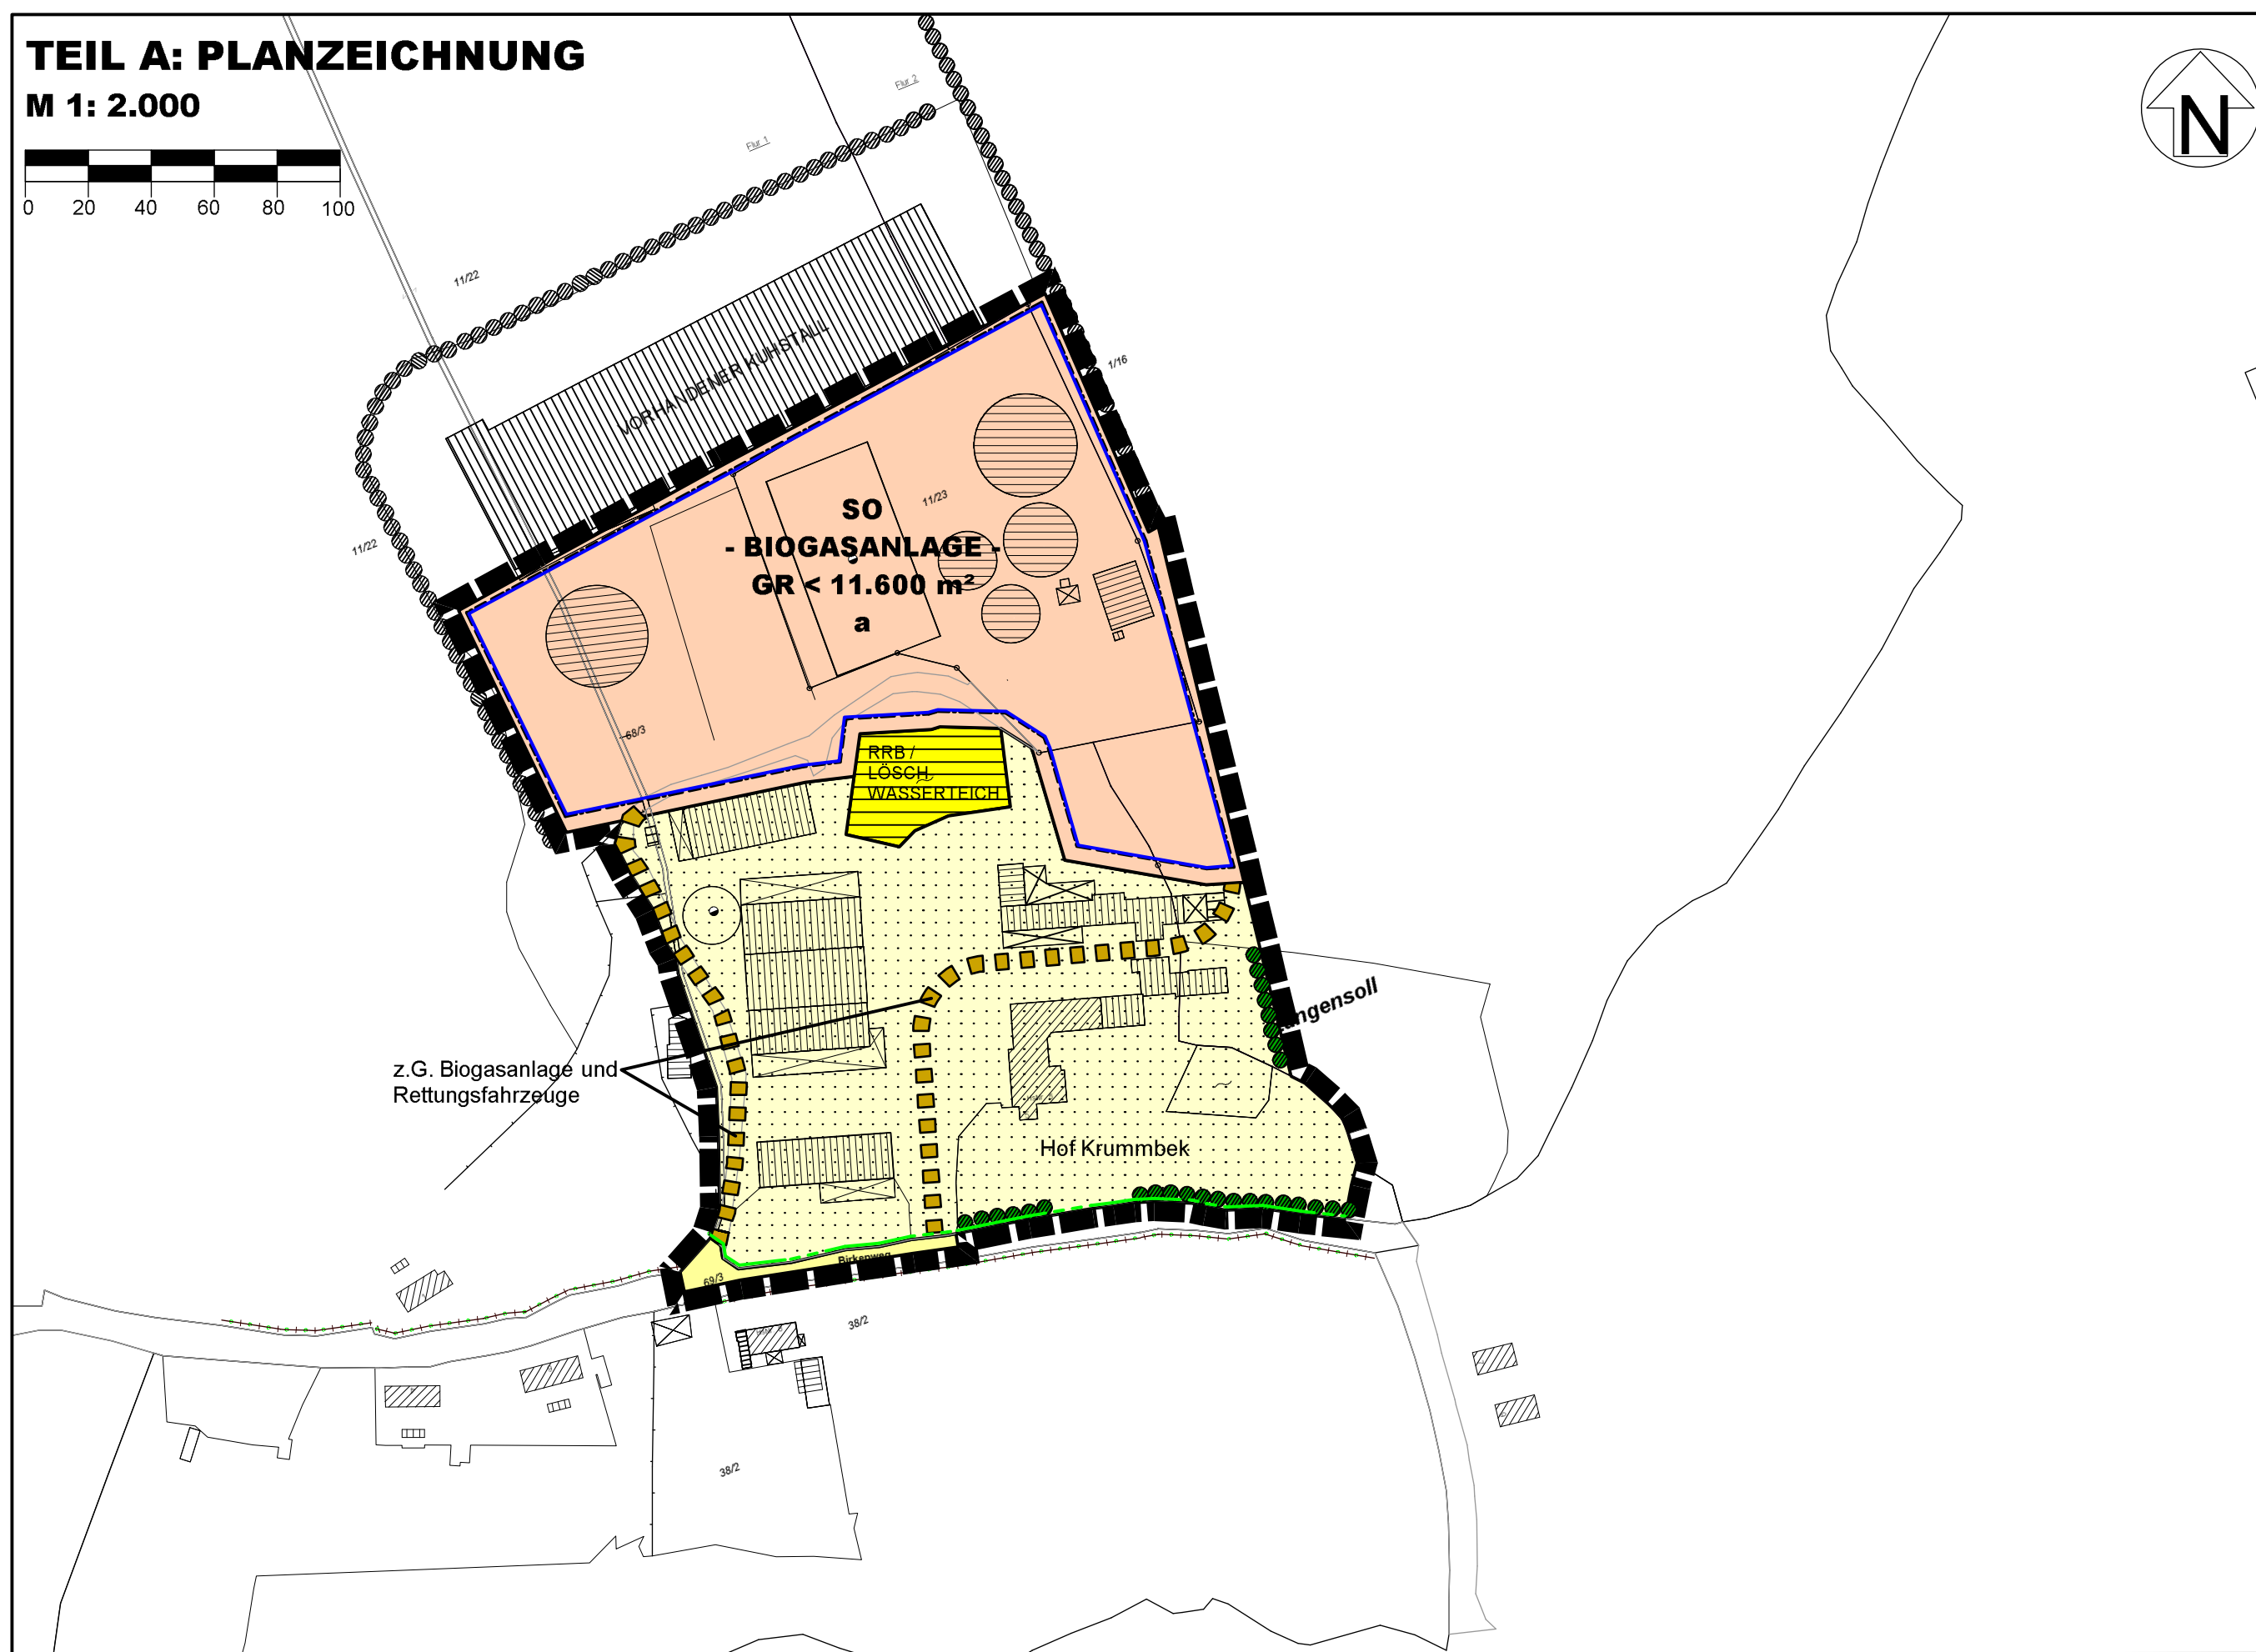 TEIL A: PLANZEICHNUNG
M 1: 2.000
0 20 40 60 80 100
N
Flur 2
Flur 1
11/22
VORHANDENER KUHSTALL
1/16
11/22
11/23
SO
- BIOGASANLAGE -
GR < 11.600 m²
a
68/3
RRB /
LÖSCH
WASSERTEICH
z.G. Biogasanlage und
Rettungsfahrzeuge
Hof Krummbek
Birkenweg
69/3
38/2
38/2